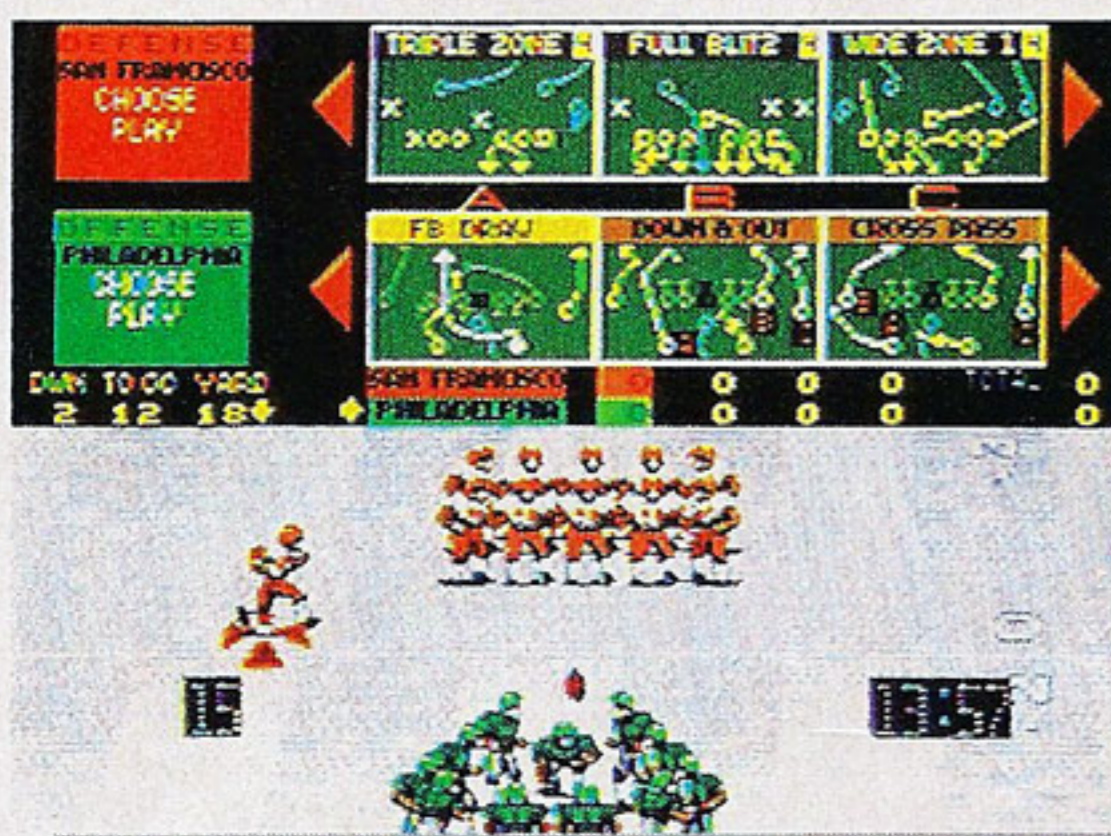 DEFENSE
SAN FRANCISCO
CHOOSE
PLAY
TRIPLE ZONE
FULL BLITZ
WIDE ZONE 1
A
B
C
DEFENSE
PHILADELPHIA
CHOOSE
PLAY
FB DRAW
DOWN & OUT
CROSS PASS
DWN TO GO YARD
2 12 18
SAN FRANCISCO 0 0 0 0 TOTAL 0
PHILADELPHIA 0 0 0 0 0